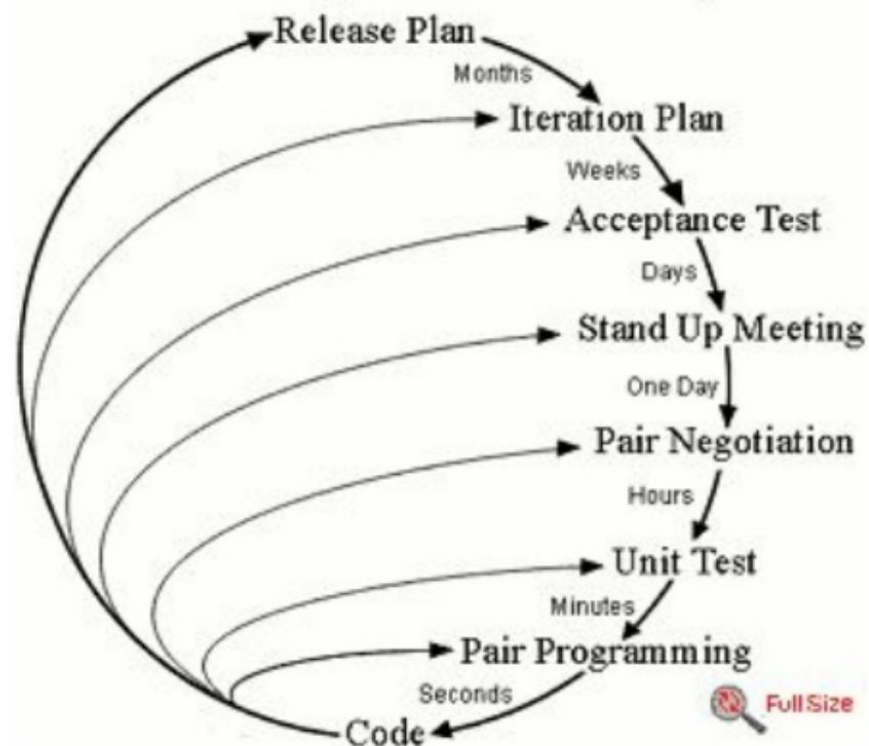 Release Plan
Months
Iteration Plan
Weeks
Acceptance Test
Days
Stand Up Meeting
One Day
Pair Negotiation
Hours
Unit Test
Minutes
Pair Programming
Seconds
Full Size
Code